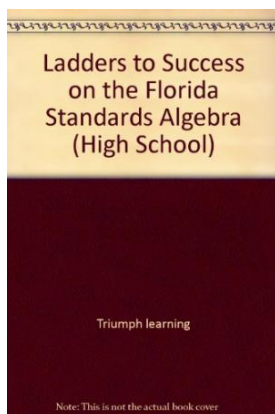 Ladders to Success
on the Florida
Standards Algebra
(High School)
Triumph learning
Note: This is not the actual book cover